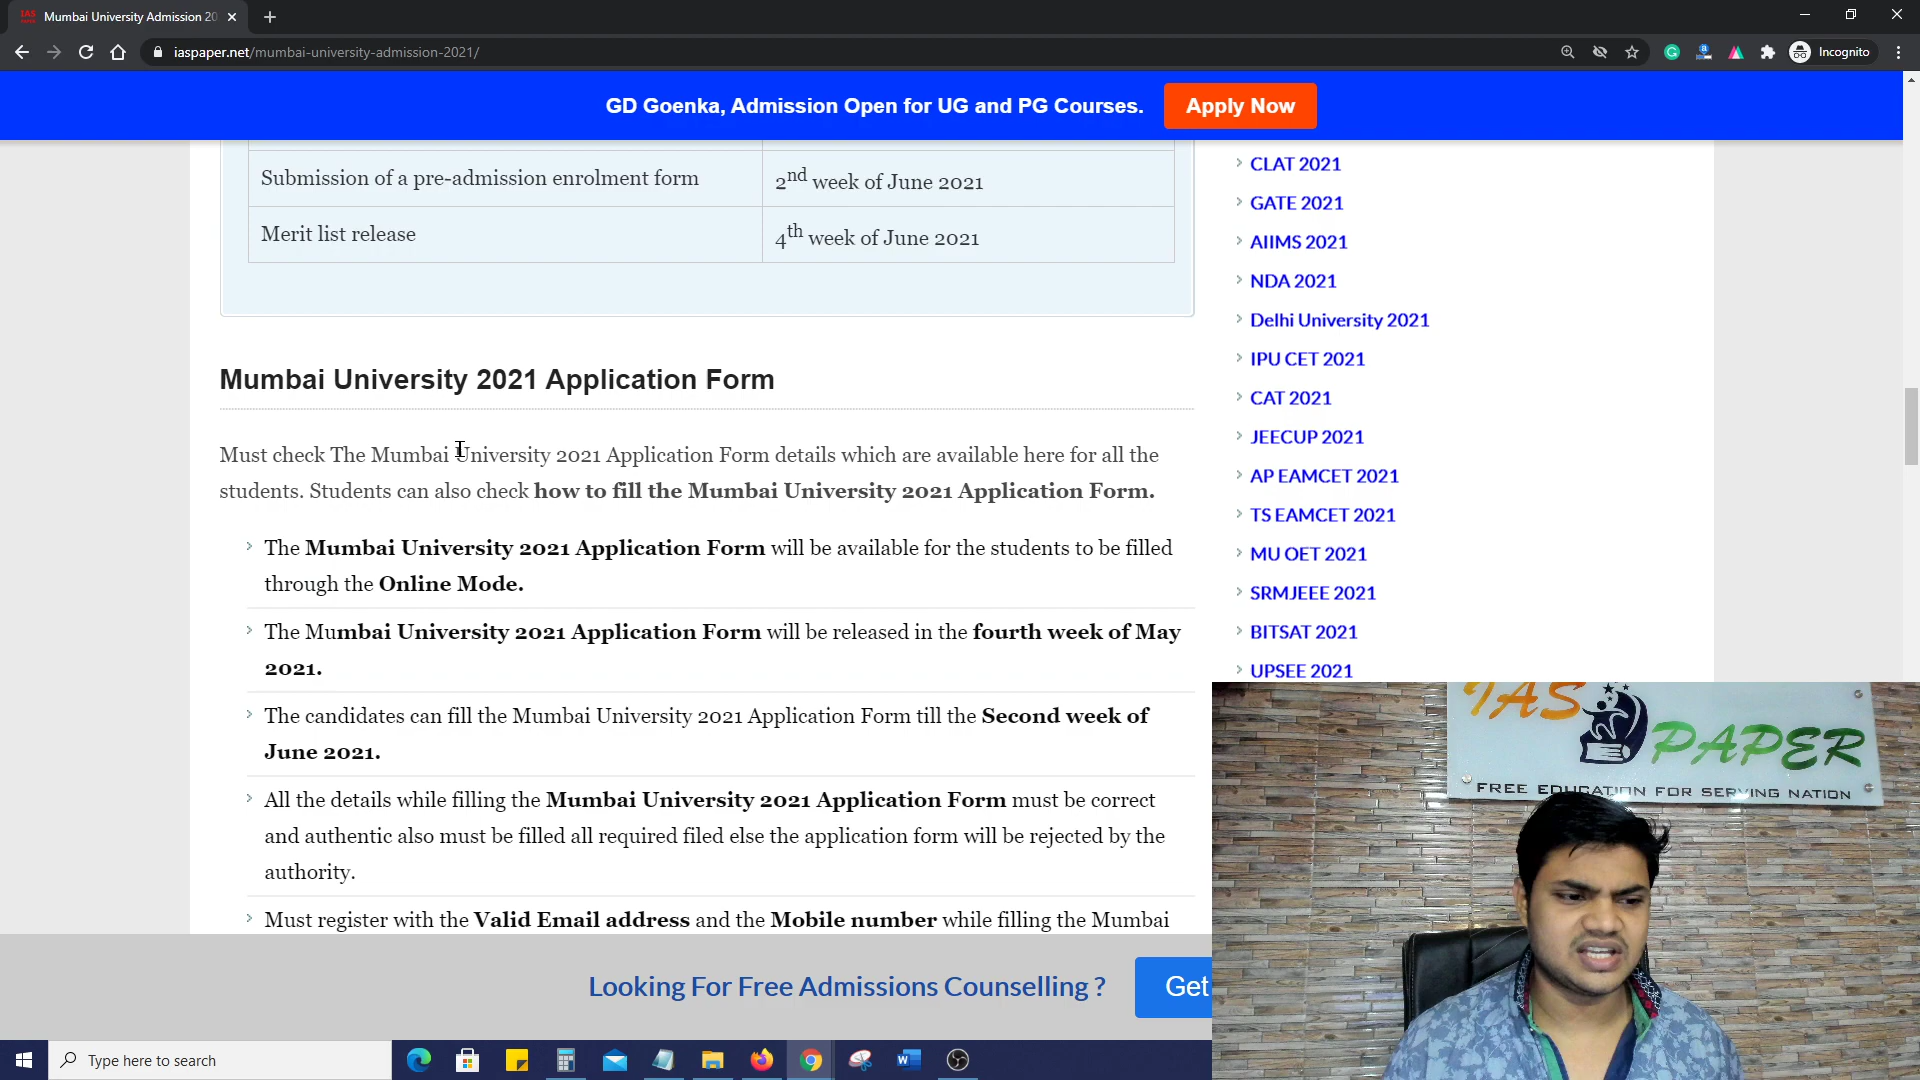 Mumbai University Admission 20
iaspaper.net/mumbai-university-admission-2021/
Incognito
GD Goenka, Admission Open for UG and PG Courses.
Apply Now
Submission of a pre-admission enrolment form
2nd week of June 2021
Merit list release
4th week of June 2021
Mumbai University 2021 Application Form
Must check The Mumbai University 2021 Application Form details which are available here for all the
students. Students can also check how to fill the Mumbai University 2021 Application Form.
The Mumbai University 2021 Application Form will be available for the students to be filled
through the Online Mode.
The Mumbai University 2021 Application Form will be released in the fourth week of May
2021.
The candidates can fill the Mumbai University 2021 Application Form till the Second week of
June 2021.
All the details while filling the Mumbai University 2021 Application Form must be correct
and authentic also must be filled all required filed else the application form will be rejected by the
authority.
Must register with the Valid Email address and the Mobile number while filling the Mumbai
CLAT 2021
GATE 2021
AIIMS 2021
NDA 2021
Delhi University 2021
IPU CET 2021
CAT 2021
JEECUP 2021
AP EAMCET 2021
TS EAMCET 2021
MU OET 2021
SRMJEEE 2021
BITSAT 2021
UPSEE 2021
IAS
PAPER
FREE EDUCATION FOR SERVING NATION
Looking For Free Admissions Counselling ?
Get
Type here to search